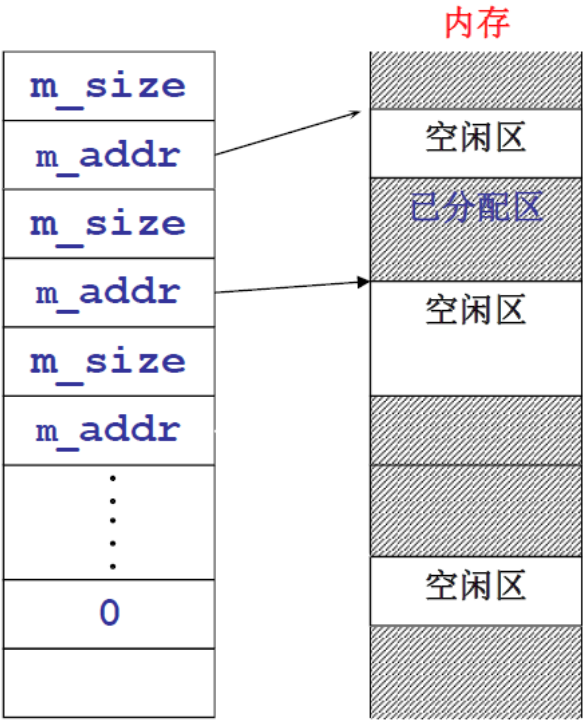 内存
m_size
m_addr
m_size
m_addr
m_size
m_addr
0
空闲区
已分配区
空闲区
空闲区